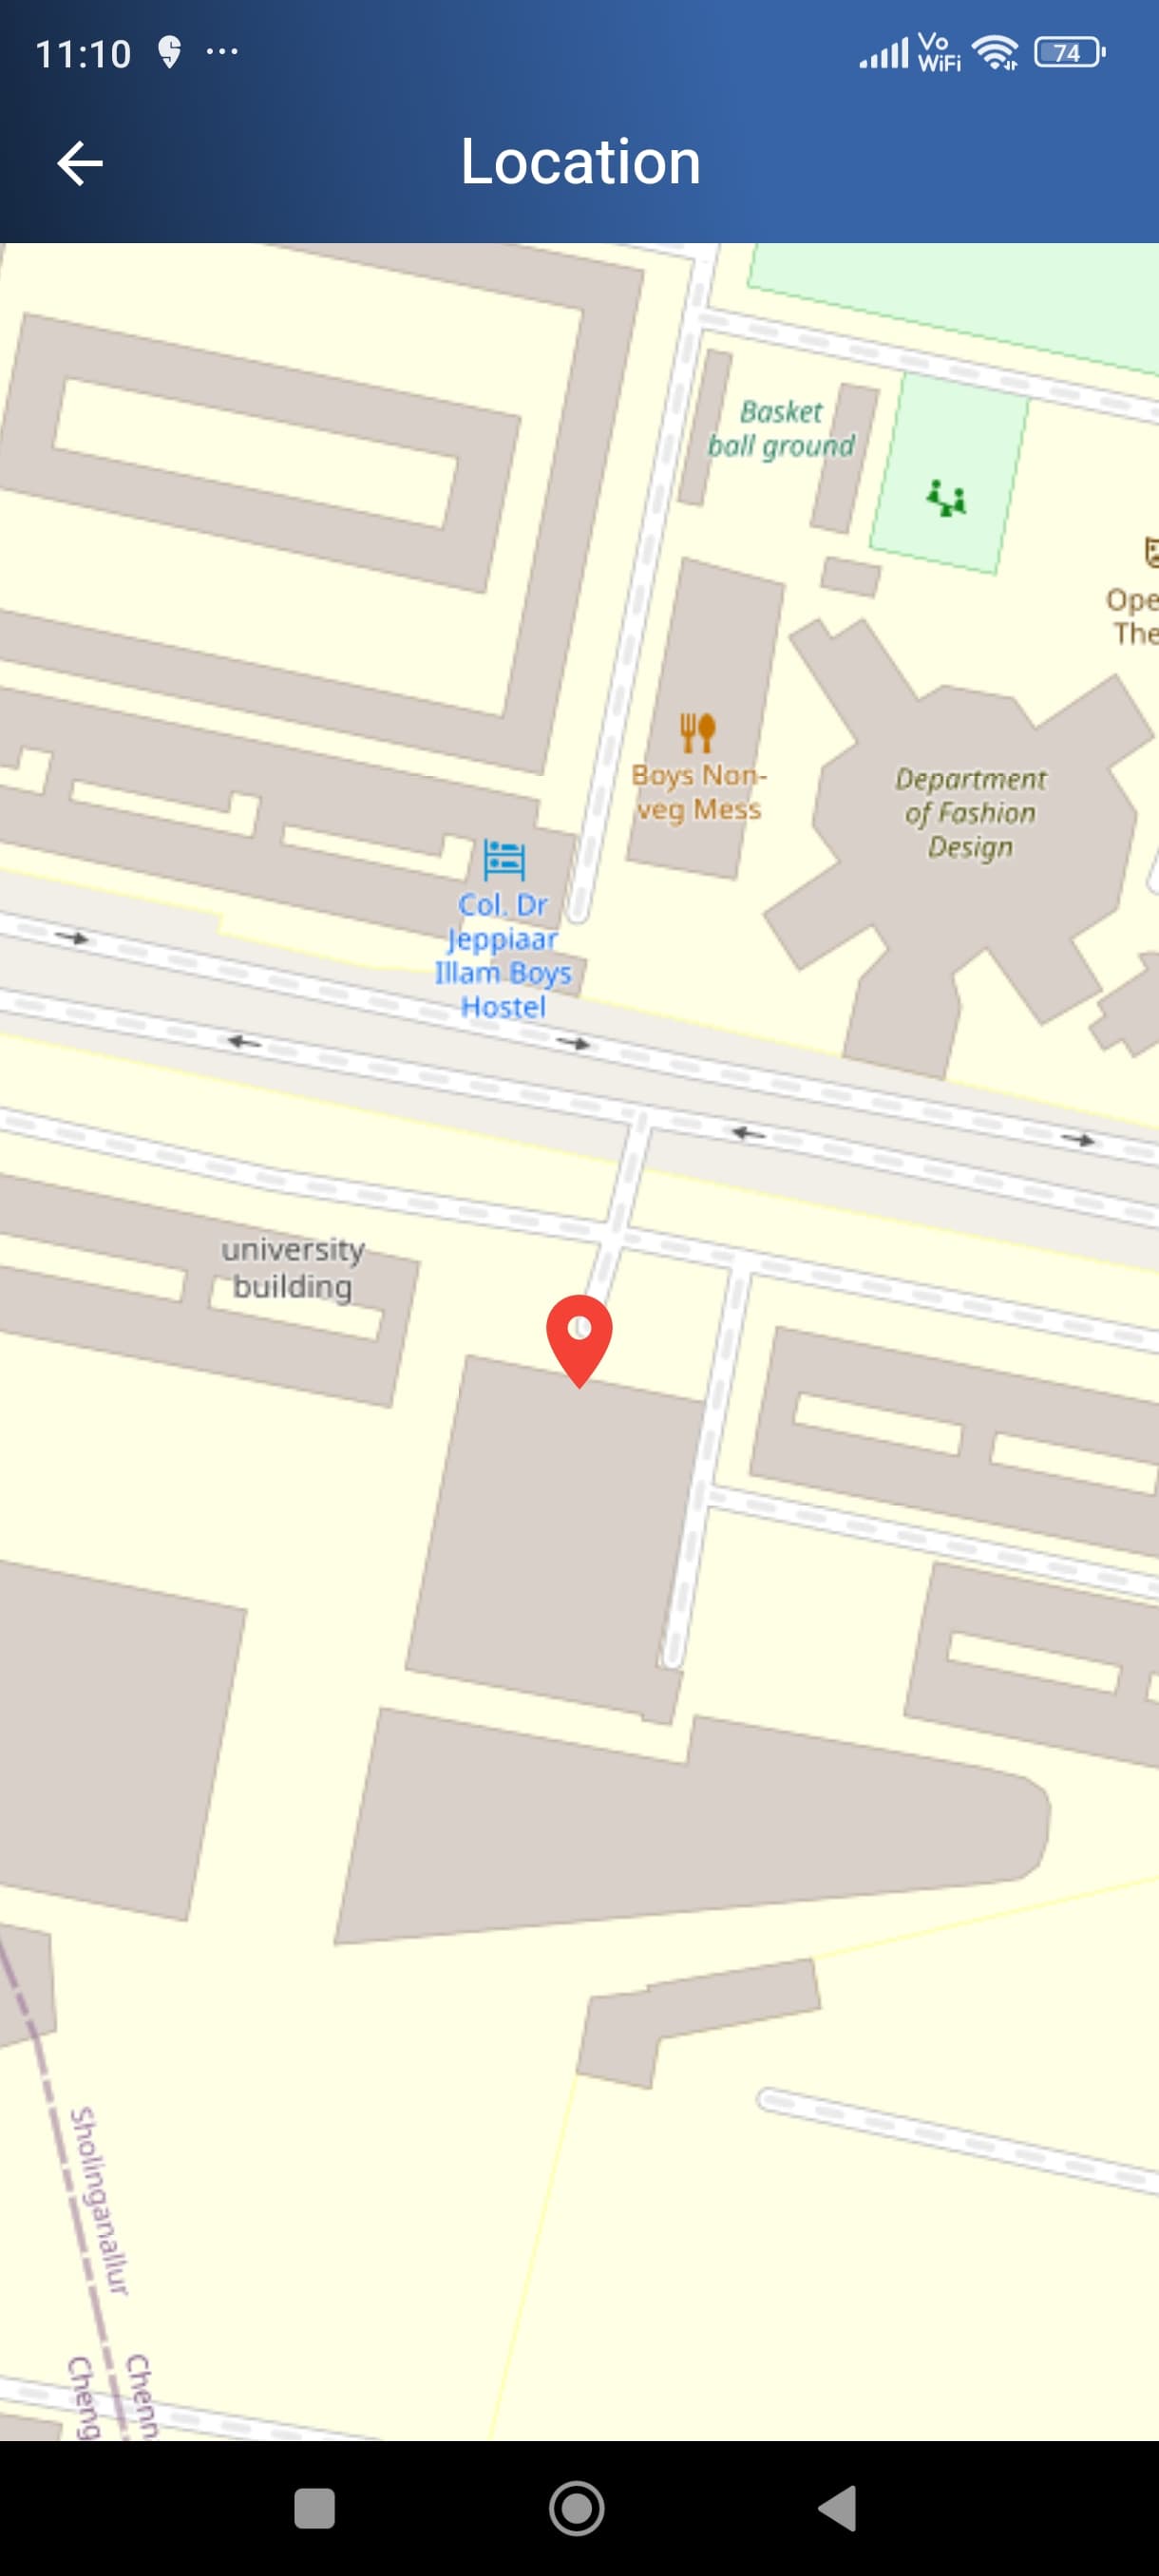 11:10
Vo
WiFi
74
Location
Basket
ball ground
Ope
The
Boys Non-
veg Mess
Department
of Fashion
Design
Col. Dr
Jeppiaar
Illam Boys
Hostel
university
building
Sholinganallur
Chenn
Cheng